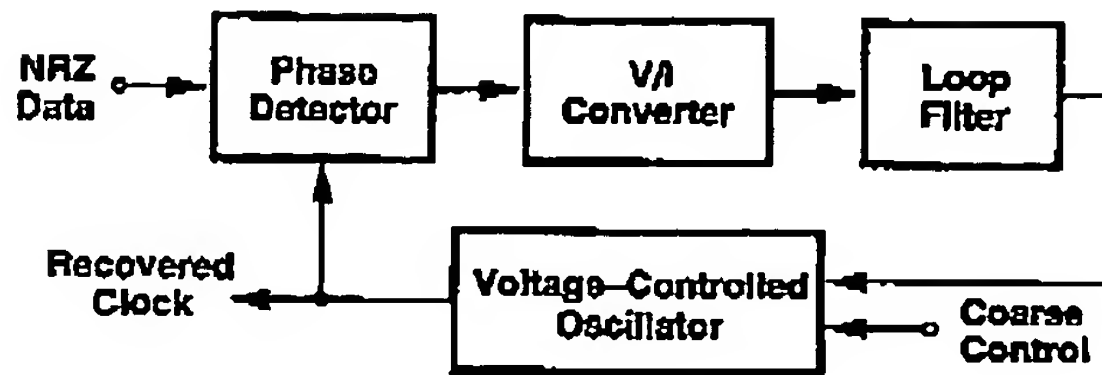 NRZ
Data
Phase
Detector
V/I
Converter
Loop
Filter
Recovered
Clock
Voltage-Controlled
Oscillator
Coarse
Control